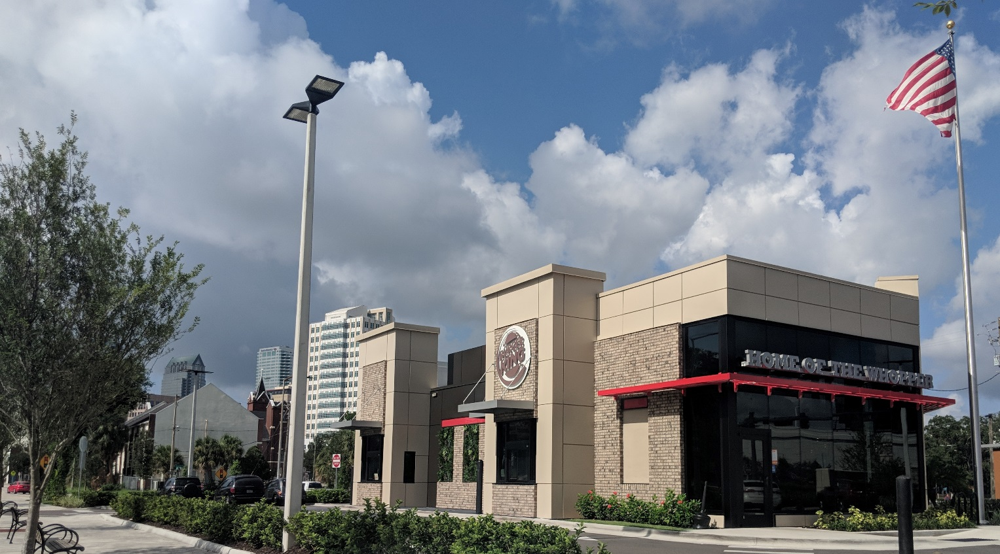 BURGER
KING
HOME OF THE WHOPPER